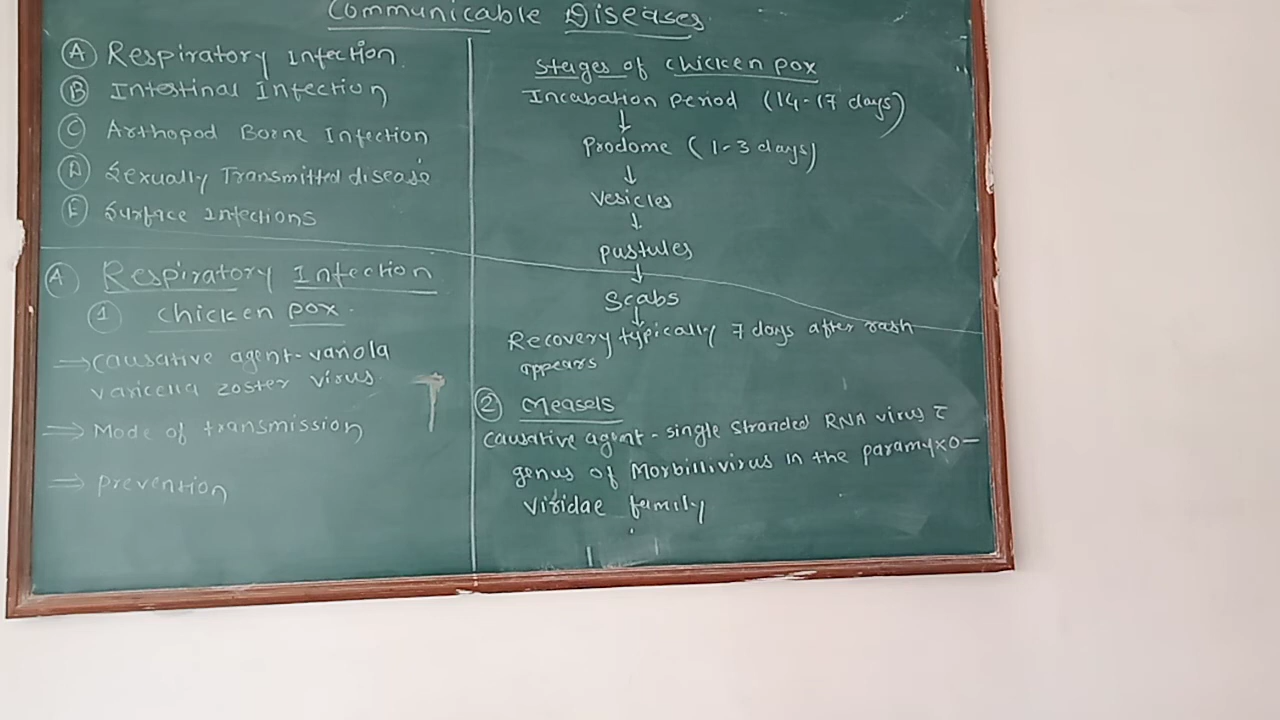 Communicable Diseases
A Respiratory Infection
B Intestinal Infection
C Arthopod Borne Infection
D Sexually Transmitted disease
E Surface Infections
A Respiratory Infection
1 Chicken pox.
⇒ causative agent-variola
varicella zoster virus
⇒ Mode of transmission
⇒ prevention
Stages of chicken pox
Incabation period (14-17 days)
↓
Prodome (1-3 days)
↓
Vesicles
↓
Pustules
↓
Scabs
↓
Recovery typically 7 days after rash
appears
2 Measels
causative agent - single stranded RNA virus c̅
genus of Morbillivirus in the paramyxo-
viridae family